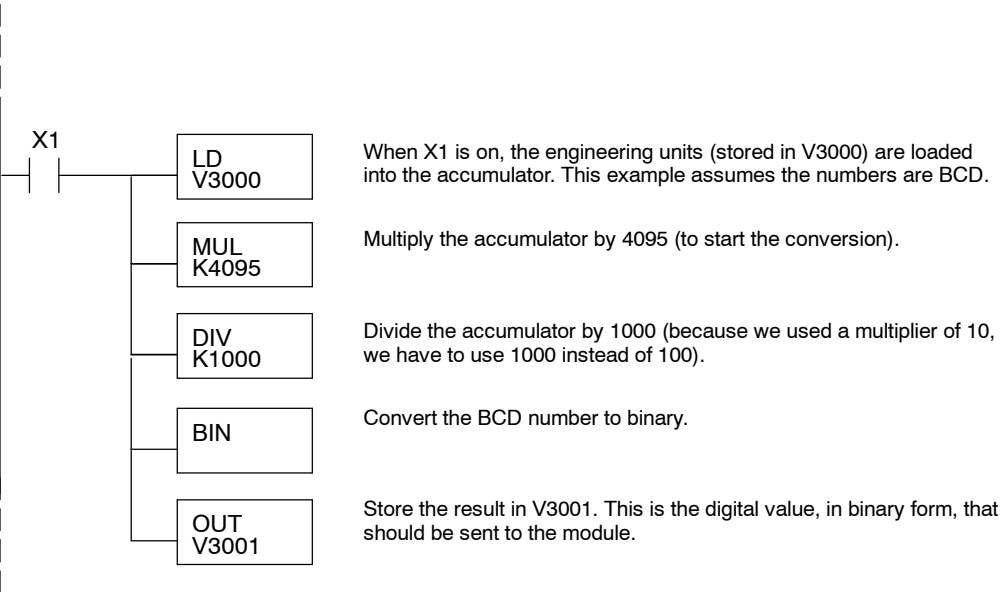 X1
LD
V3000
When X1 is on, the engineering units (stored in V3000) are loaded
into the accumulator. This example assumes the numbers are BCD.
MUL
K4095
Multiply the accumulator by 4095 (to start the conversion).
DIV
K1000
Divide the accumulator by 1000 (because we used a multiplier of 10,
we have to use 1000 instead of 100).
BIN
Convert the BCD number to binary.
OUT
V3001
Store the result in V3001. This is the digital value, in binary form, that
should be sent to the module.